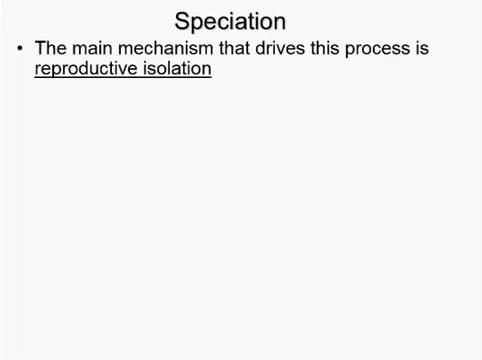 Speciation
• The main mechanism that drives this process is
reproductive isolation